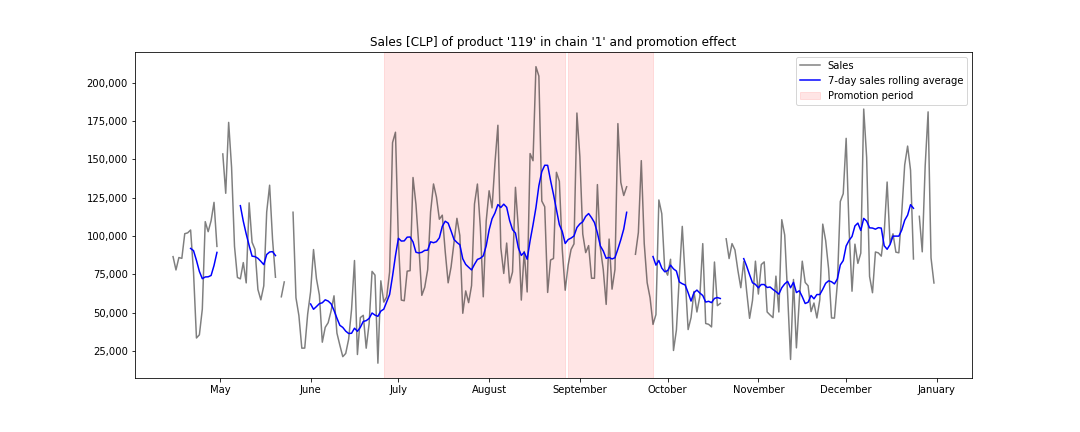 Sales [CLP] of product '119' in chain '1' and promotion effect
Sales
7-day sales rolling average
Promotion period
200,000
175,000
150,000
125,000
100,000
75,000
50,000
25,000
May June July August September October November December January